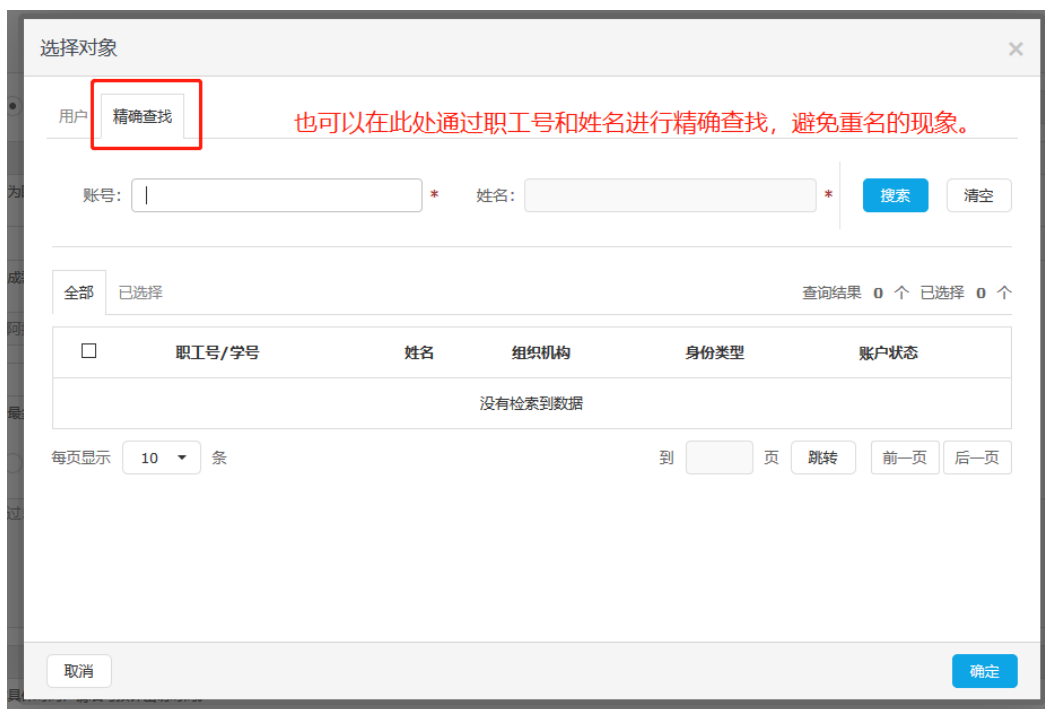 选择对象
×
用户 精确查找
也可以在此处通过职工号和姓名进行精确查找，避免重名的现象。
账号： * 姓名： * 搜索 清空
全部 已选择 查询结果 0 个 已选择 0 个
职工号/学号 姓名 组织机构 身份类型 账户状态
没有检索到数据
每页显示 10 条 到 页 跳转 前一页 后一页
取消 确定